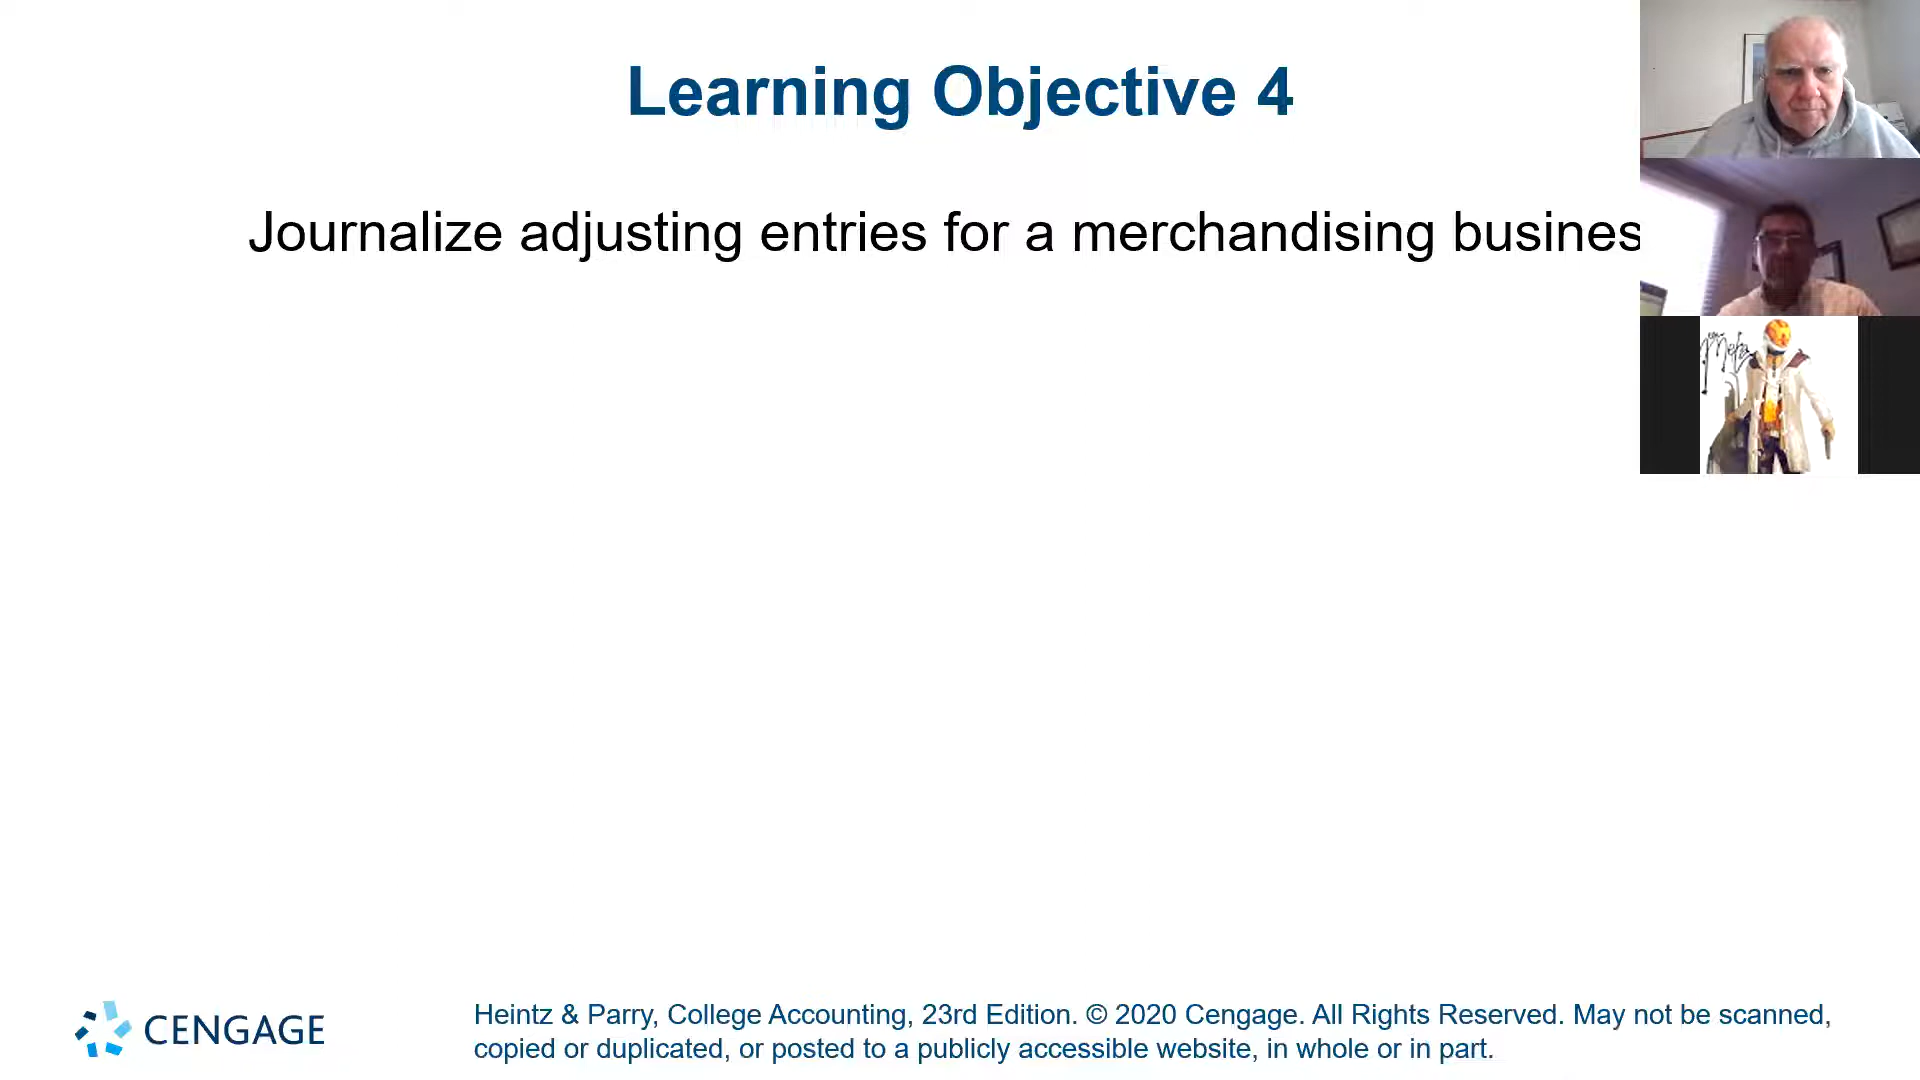 Learning Objective 4
Journalize adjusting entries for a merchandising busines
CENGAGE
Heintz & Parry, College Accounting, 23rd Edition. © 2020 Cengage. All Rights Reserved. May not be scanned,
copied or duplicated, or posted to a publicly accessible website, in whole or in part.